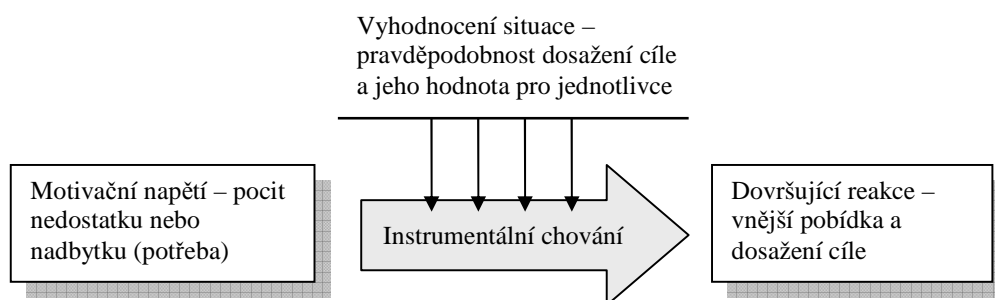 Vyhodnocení situace –
pravděpodobnost dosažení cíle
a jeho hodnota pro jednotlivce
Motivační napětí – pocit
nedostatku nebo
nadbytku (potřeba)
Instrumentální chování
Dovršující reakce –
vnější pobídka a
dosažení cíle